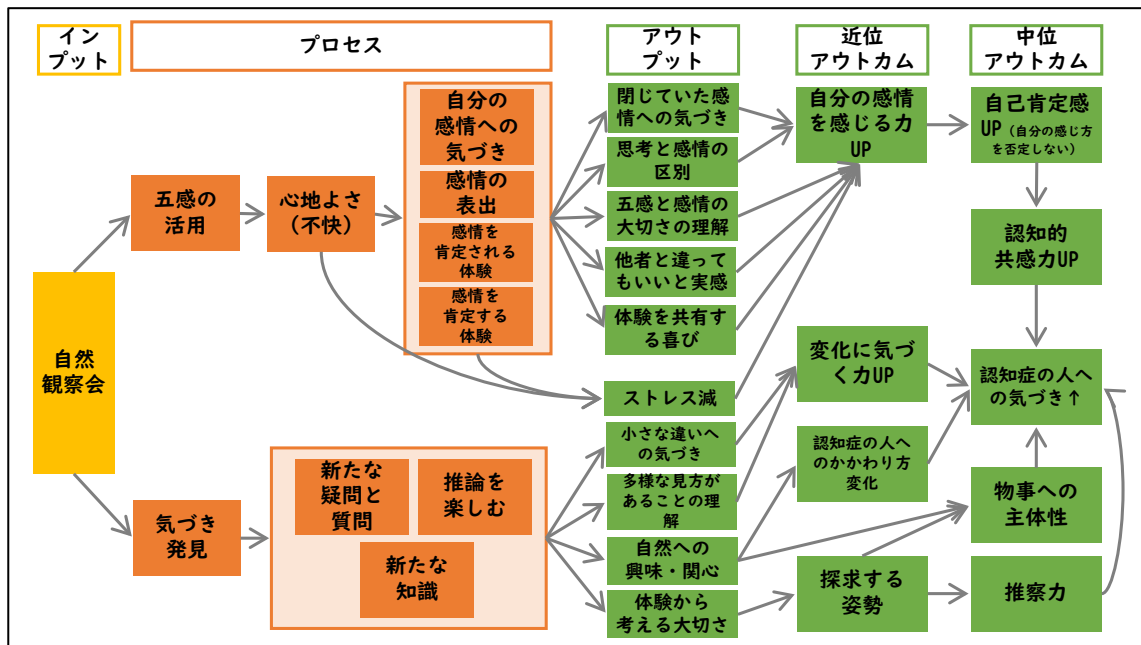 イン
プット
プロセス
アウト
プット
近位
アウトカム
中位
アウトカム
自然
観察会
五感の
活用
心地よさ
（不快）
自分の
感情への
気づき
感情の
表出
感情を
肯定される
体験
感情を
肯定する
体験
気づき
発見
新たな
疑問と
質問
推論を
楽しむ
新たな
知識
閉じていた感
情への気づき
思考と感情の
区別
五感と感情の
大切さの理解
他者と違って
もいいと実感
体験を共有す
る喜び
ストレス減
小さな違いへ
の気づき
多様な見方が
あることの理
解
自然への
興味・関心
体験から
考える大切さ
自分の感情
を感じる力
UP
変化に気づ
く力UP
認知症の人へ
のかかわり方
変化
探求する
姿勢
自己肯定感
UP（自分の感じ方
を否定しない）
認知的
共感力UP
認知症の人へ
の気づき↑
物事への
主体性
推察力